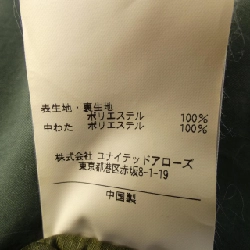 表生地・裏生地
ポリエステル 100%
中わた ポリエステル 100%
株式会社 ユナイテッドアローズ
東京都港区赤坂8-1-19
中国製